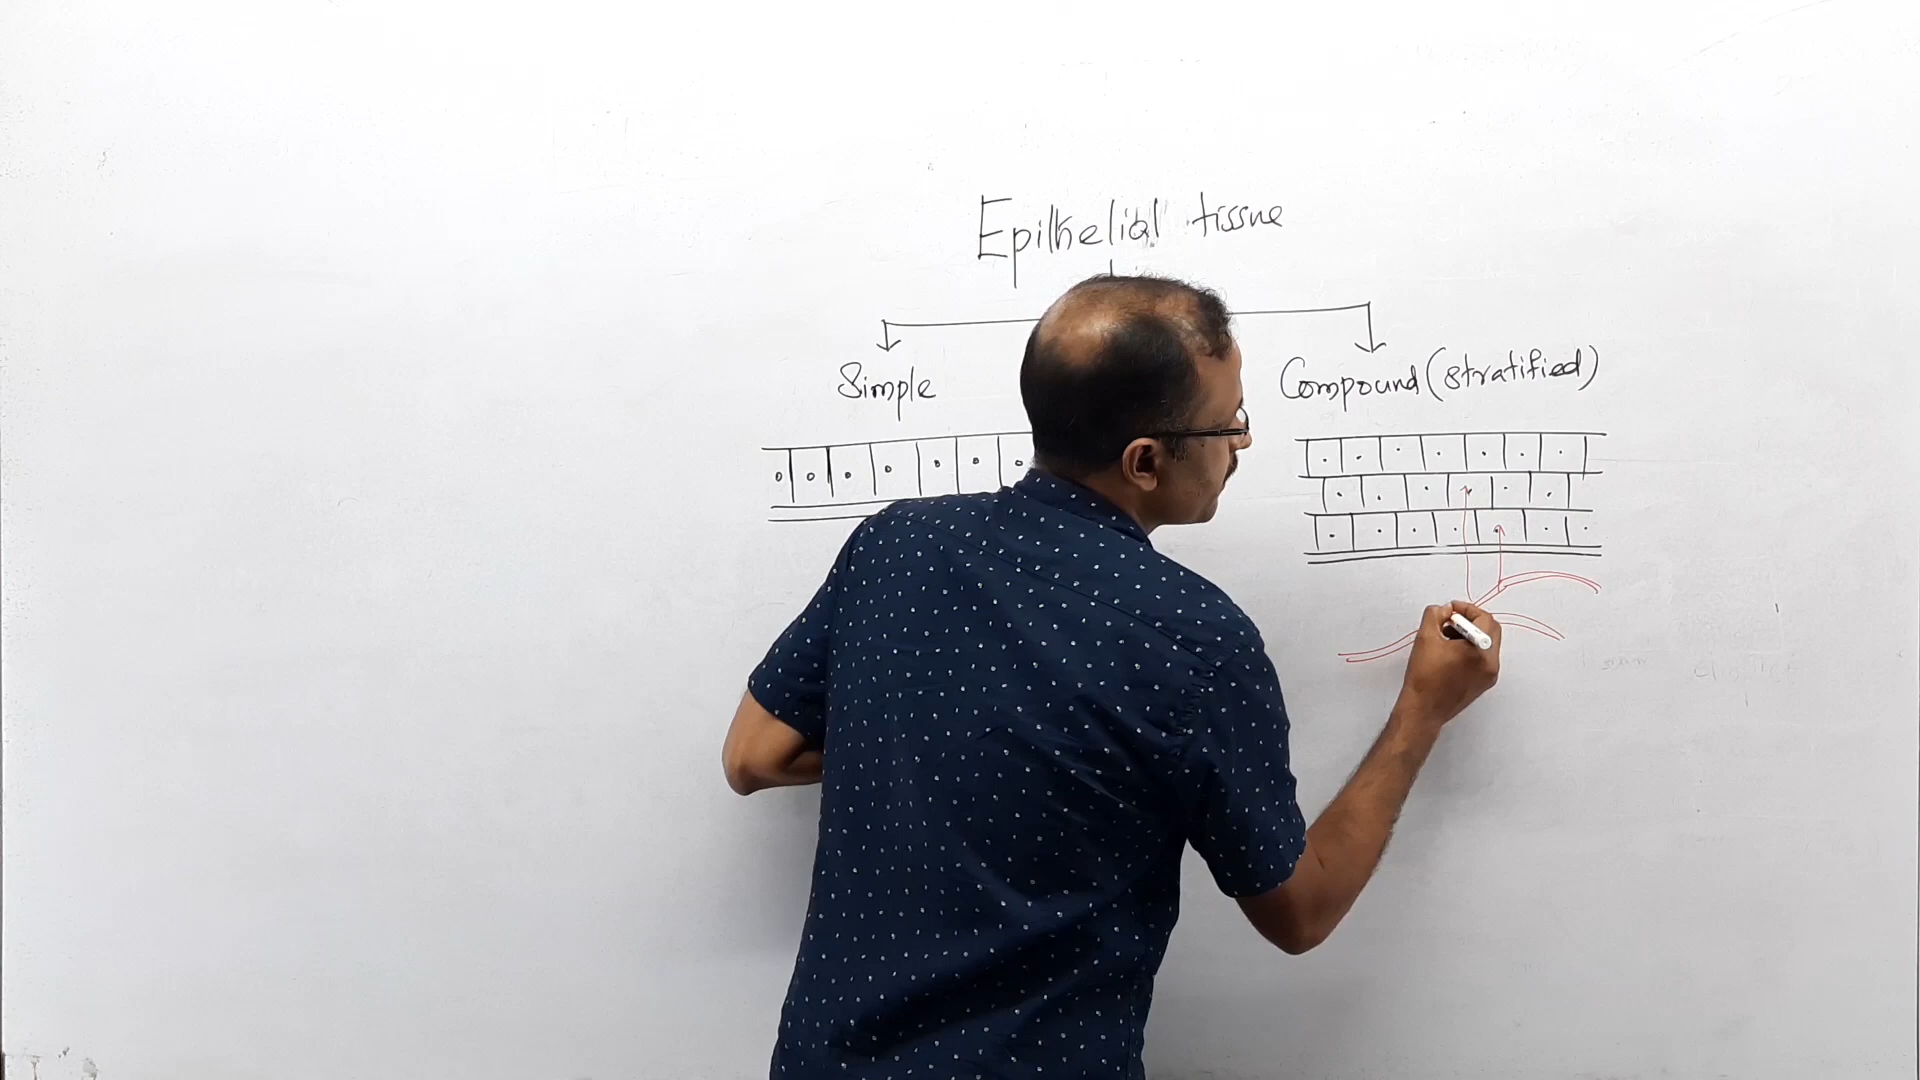 Epithelial tissue
Simple
Compound (stratified)